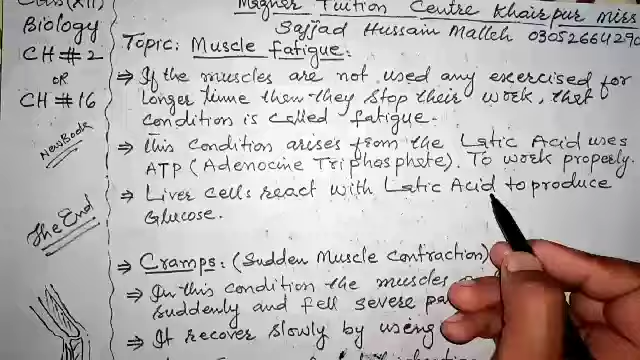 Class(XII) Magher Tuition Centre Khairpur Miss
Biology Sajjad Hussain Malleh 03052664290
CH # 2 Topic: Muscle fatigue:
OR
CH # 16
New Book
The End
⇒ If the muscles are not used any exercised for
longer time then they stop their work, that
condition is called fatigue.
⇒ This condition arises from the Latic Acid uses
ATP (Adenocine Triphosphate). To work properly.
⇒ Liver cells react with Latic Acid to produce
Glucose.
⇒ Cramps: (Sudden Muscle Contraction)
⇒ In this condition the muscles
suddenly and fell severe
⇒ It recover slowly by using